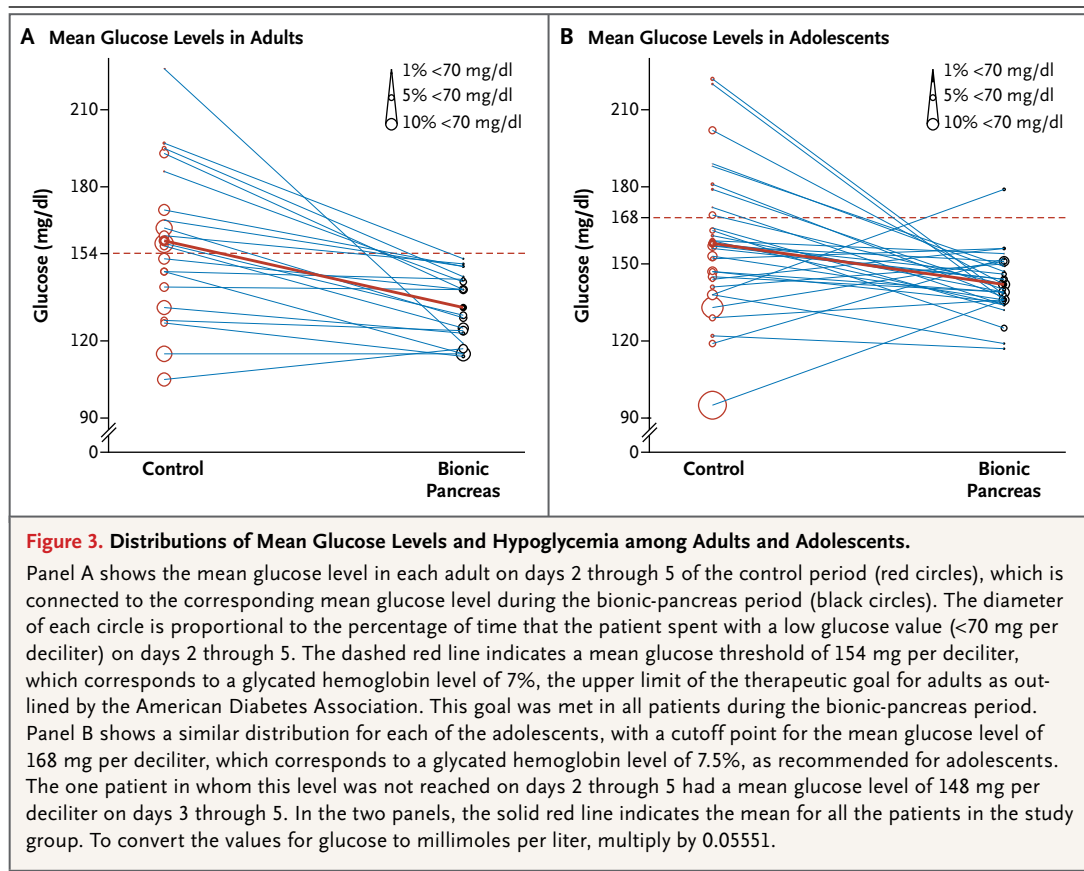 A Mean Glucose Levels in Adults
1% <70 mg/dl
5% <70 mg/dl
10% <70 mg/dl
Glucose (mg/dl)
210
180
154
120
90
0
Control
Bionic
Pancreas
B Mean Glucose Levels in Adolescents
1% <70 mg/dl
5% <70 mg/dl
10% <70 mg/dl
Glucose (mg/dl)
210
180
168
150
120
90
0
Control
Bionic
Pancreas
Figure 3. Distributions of Mean Glucose Levels and Hypoglycemia among Adults and Adolescents.
Panel A shows the mean glucose level in each adult on days 2 through 5 of the control period (red circles), which is
connected to the corresponding mean glucose level during the bionic-pancreas period (black circles). The diameter
of each circle is proportional to the percentage of time that the patient spent with a low glucose value (<70 mg per
deciliter) on days 2 through 5. The dashed red line indicates a mean glucose threshold of 154 mg per deciliter,
which corresponds to a glycated hemoglobin level of 7%, the upper limit of the therapeutic goal for adults as out-
lined by the American Diabetes Association. This goal was met in all patients during the bionic-pancreas period.
Panel B shows a similar distribution for each of the adolescents, with a cutoff point for the mean glucose level of
168 mg per deciliter, which corresponds to a glycated hemoglobin level of 7.5%, as recommended for adolescents.
The one patient in whom this level was not reached on days 2 through 5 had a mean glucose level of 148 mg per
deciliter on days 3 through 5. In the two panels, the solid red line indicates the mean for all the patients in the study
group. To convert the values for glucose to millimoles per liter, multiply by 0.05551.